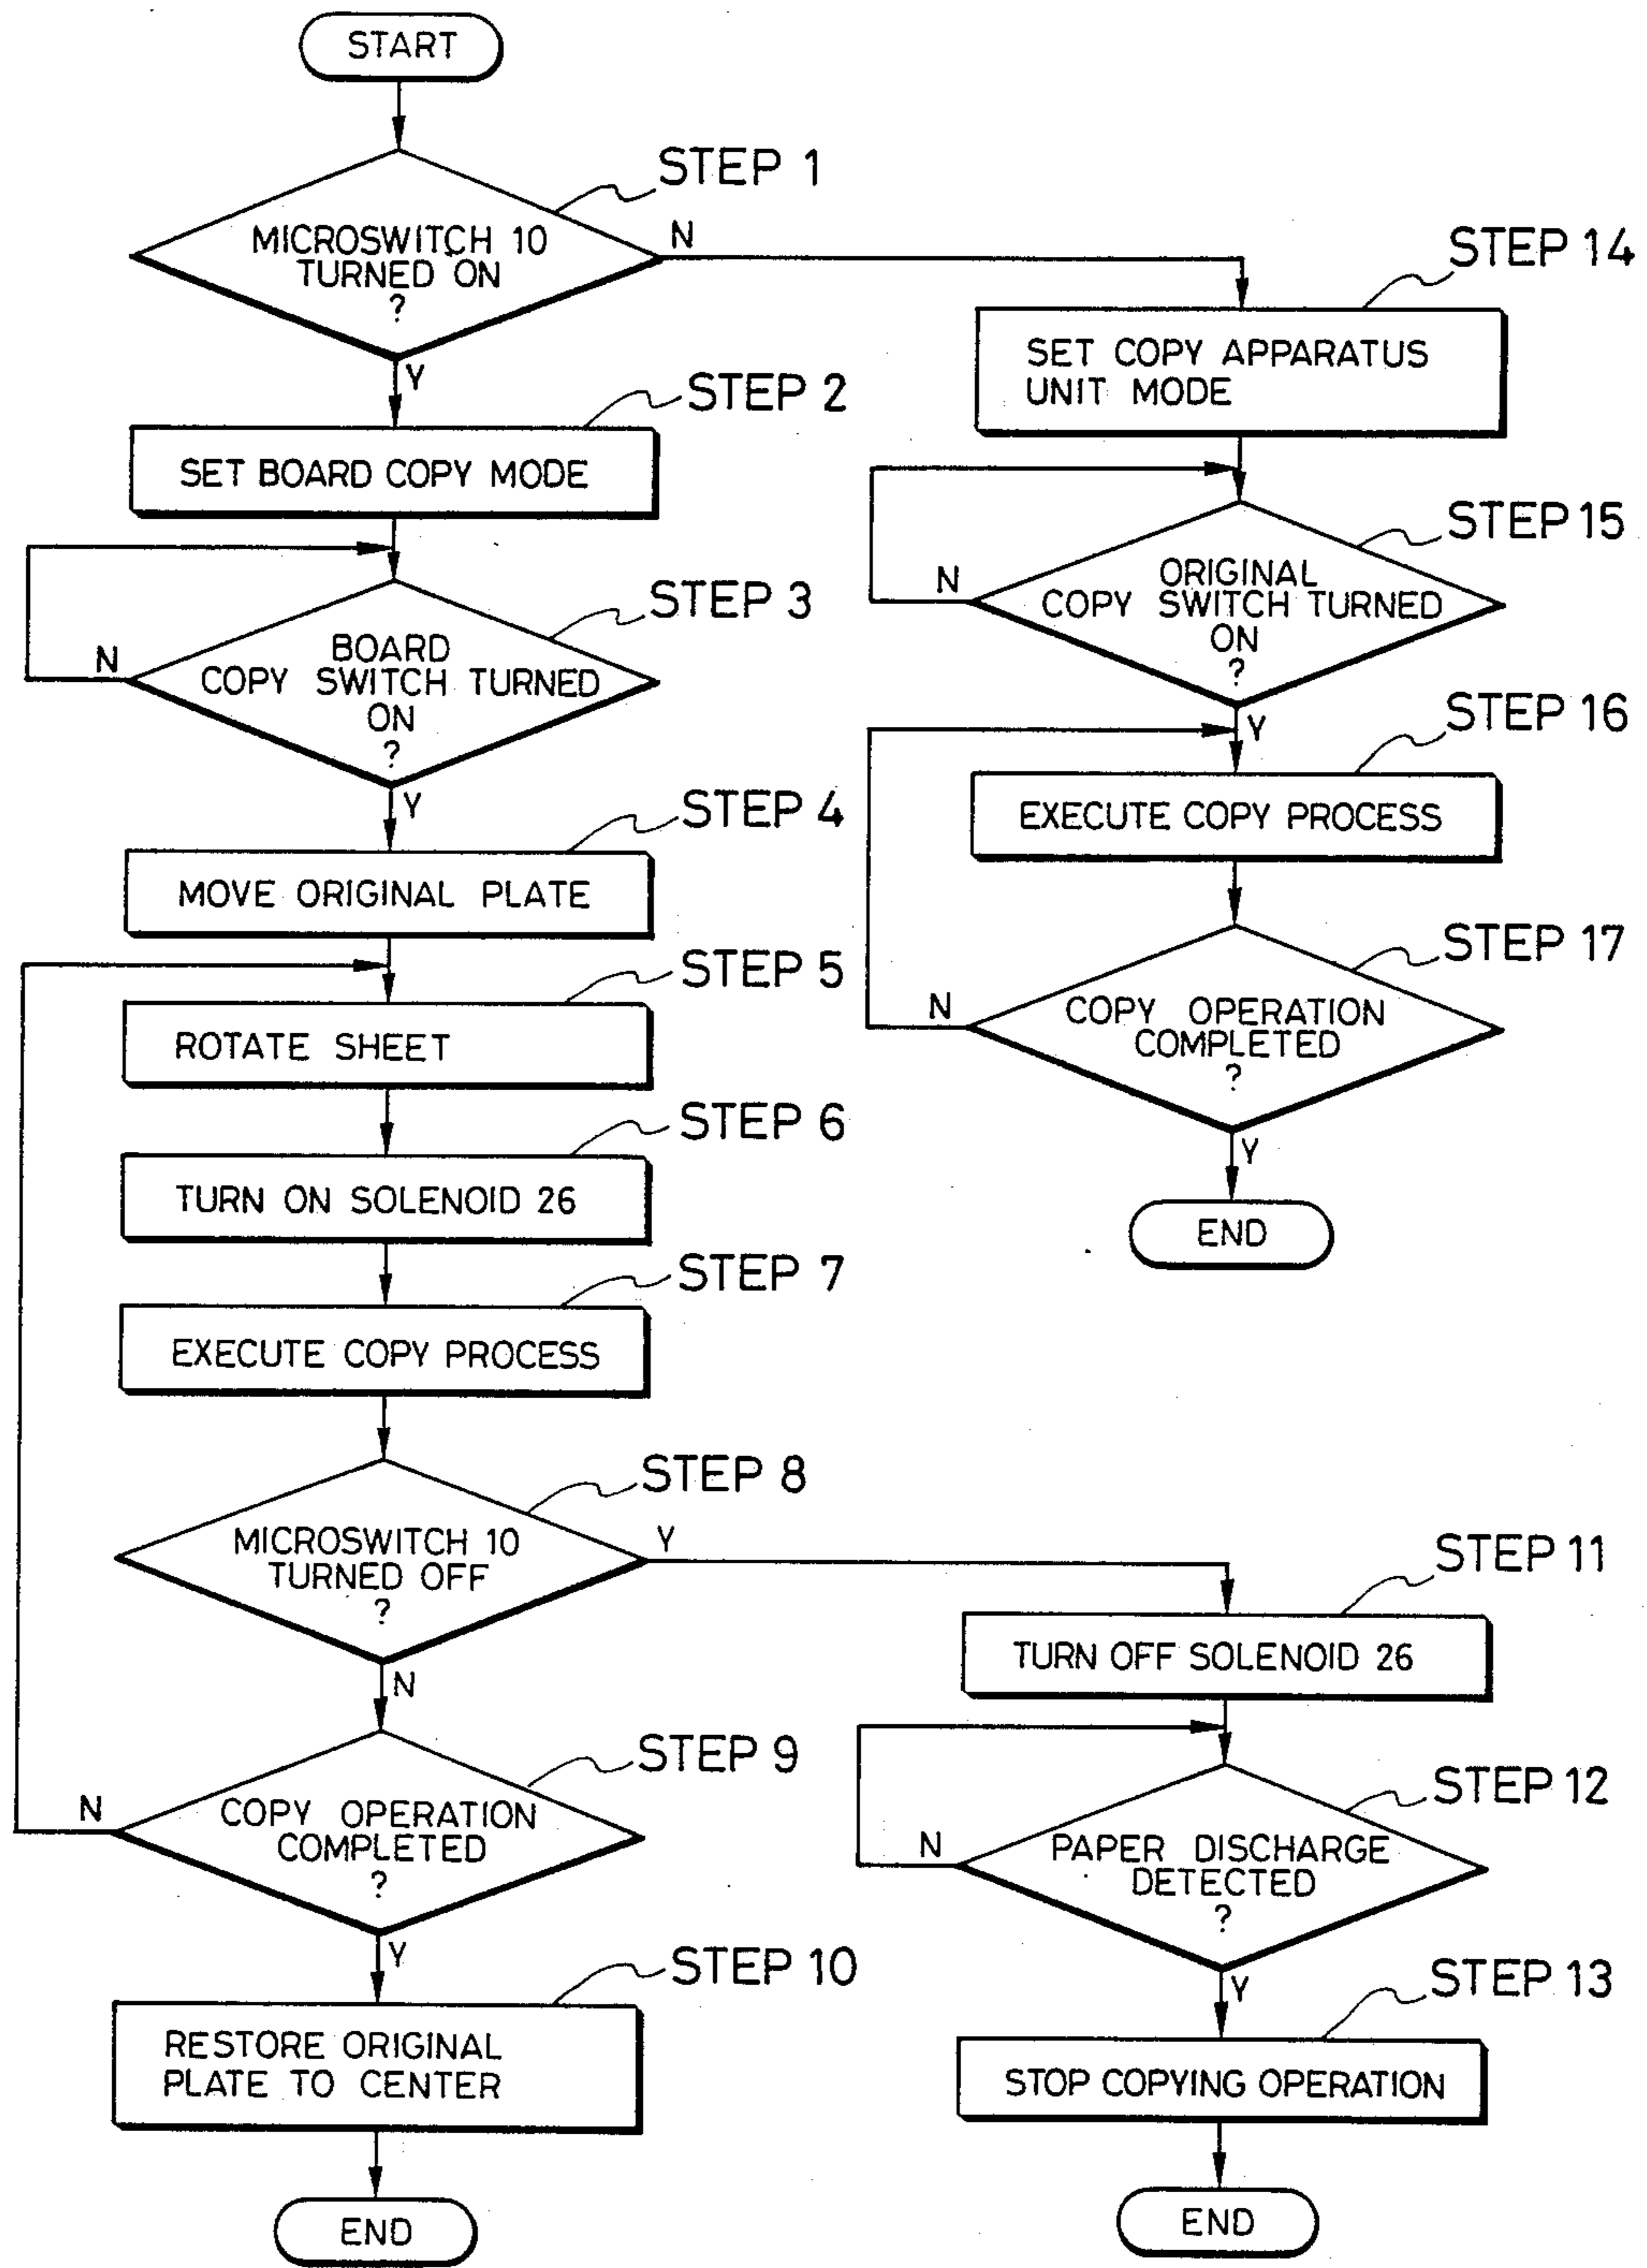 START
STEP 1
MICROSWITCH 10
TURNED ON
?
N
Y
STEP 2
SET BOARD COPY MODE
STEP 3
BOARD
COPY SWITCH TURNED
ON
?
N
Y
STEP 4
MOVE ORIGINAL PLATE
STEP 5
ROTATE SHEET
STEP 6
TURN ON SOLENOID 26
STEP 7
EXECUTE COPY PROCESS
STEP 8
MICROSWITCH 10
TURNED OFF
?
Y
N
STEP 9
COPY OPERATION
COMPLETED
?
N
Y
STEP 10
RESTORE ORIGINAL
PLATE TO CENTER
END
STEP 14
SET COPY APPARATUS
UNIT MODE
STEP 15
ORIGINAL
COPY SWITCH TURNED
ON
?
N
Y
STEP 16
EXECUTE COPY PROCESS
STEP 17
COPY OPERATION
COMPLETED
?
N
Y
END
STEP 11
TURN OFF SOLENOID 26
STEP 12
PAPER DISCHARGE
DETECTED
?
N
Y
STEP 13
STOP COPYING OPERATION
END